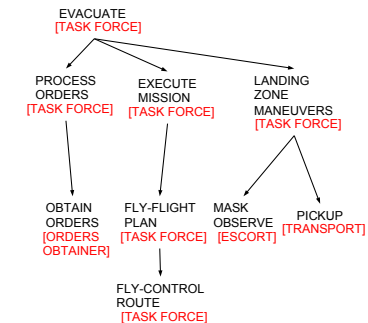 EVACUATE
[TASK FORCE]
PROCESS
ORDERS
[TASK FORCE]
EXECUTE
MISSION
[TASK FORCE]
LANDING
ZONE
MANEUVERS
[TASK FORCE]
OBTAIN
ORDERS
[ORDERS
OBTAINER]
FLY-FLIGHT
PLAN
[TASK FORCE]
MASK
OBSERVE
[ESCORT]
PICKUP
[TRANSPORT]
FLY-CONTROL
ROUTE
[TASK FORCE]